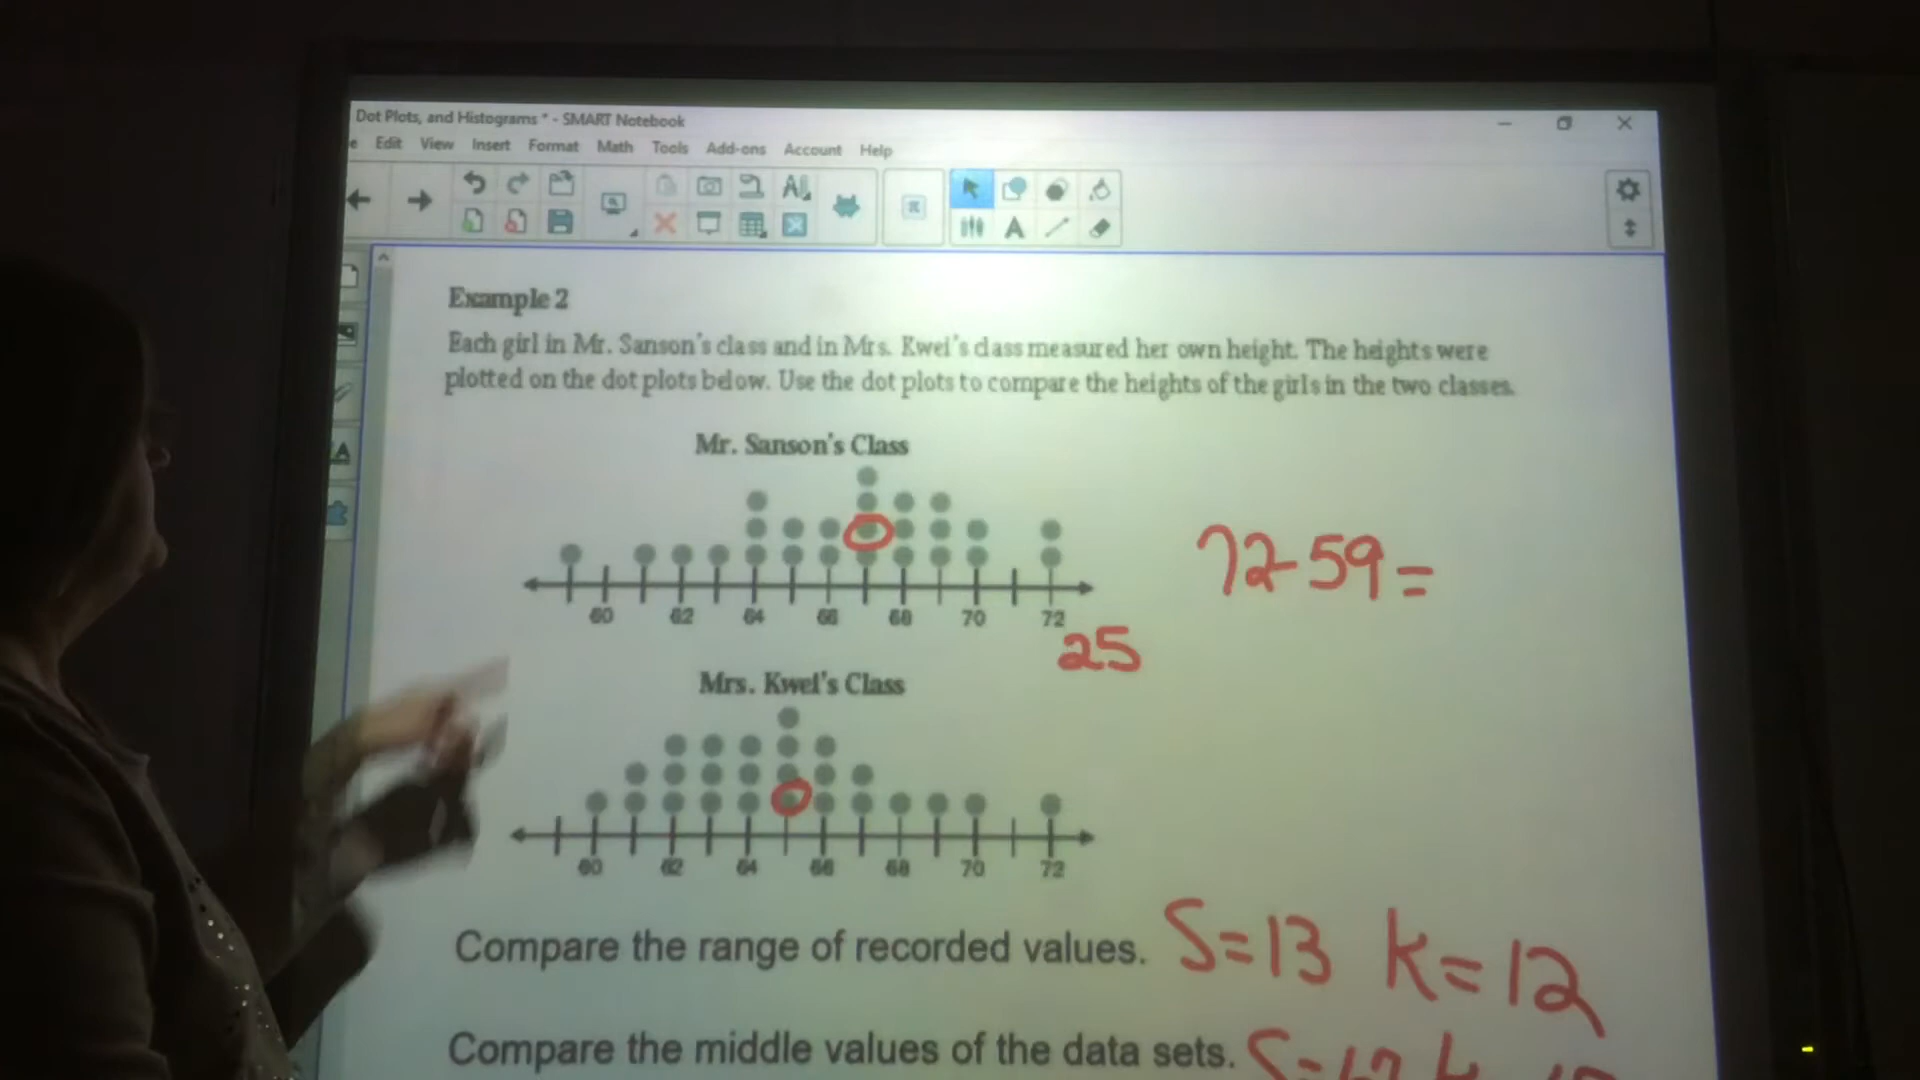 Dot Plots, and Histograms * - SMART Notebook
e Edit View Insert Format Math Tools Add-ons Account Help
Example 2
Each girl in Mr. Sanson's class and in Mrs. Kwei's class measured her own height. The heights were
plotted on the dot plots below. Use the dot plots to compare the heights of the girls in the two classes.
Mr. Sanson's Class
72-59=
60 62 64 66 68 70 72
25
Mrs. Kwei's Class
60 62 64 66 68 70 72
Compare the range of recorded values. S=13 K=12
Compare the middle values of the data sets.